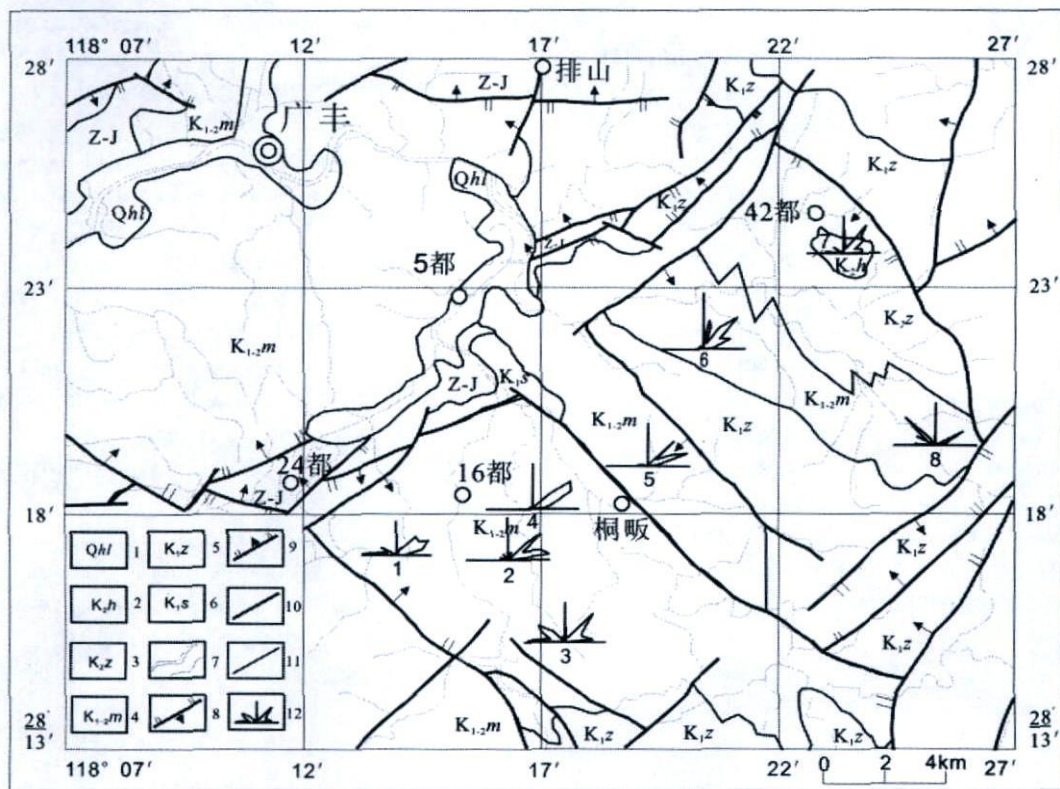 118° 07′ 12′ 17′ 22′ 27′
28′ 28′
排山
Z-J
K₁z
Z-J
K₁₋₂m
广丰
K₁z
Qhl
K₁z
42都
Qhl
Z-J
7
K₂h
5都
23′ 23′
K₂z
K₁₋₂m
6
Z-J
K₁s
K₁₋₂m
K₁₋₂m
K₁z
8
5
24都
16都
Z-J
4
桐畈
18′ 18′
K₁₋₂m
K₁z
1
2
Qhl 1 K₁z 5 9
K₂h 2 K₁s 6 10
K₂z 3 7 11
K₁₋₂m 4 8 12
3
K₁z
K₁₋₂m
K₁z
K₁z
K₁z
28′ 13′ 28′ 13′
118° 07′ 12′ 17′ 22′ 27′
0 2 4km